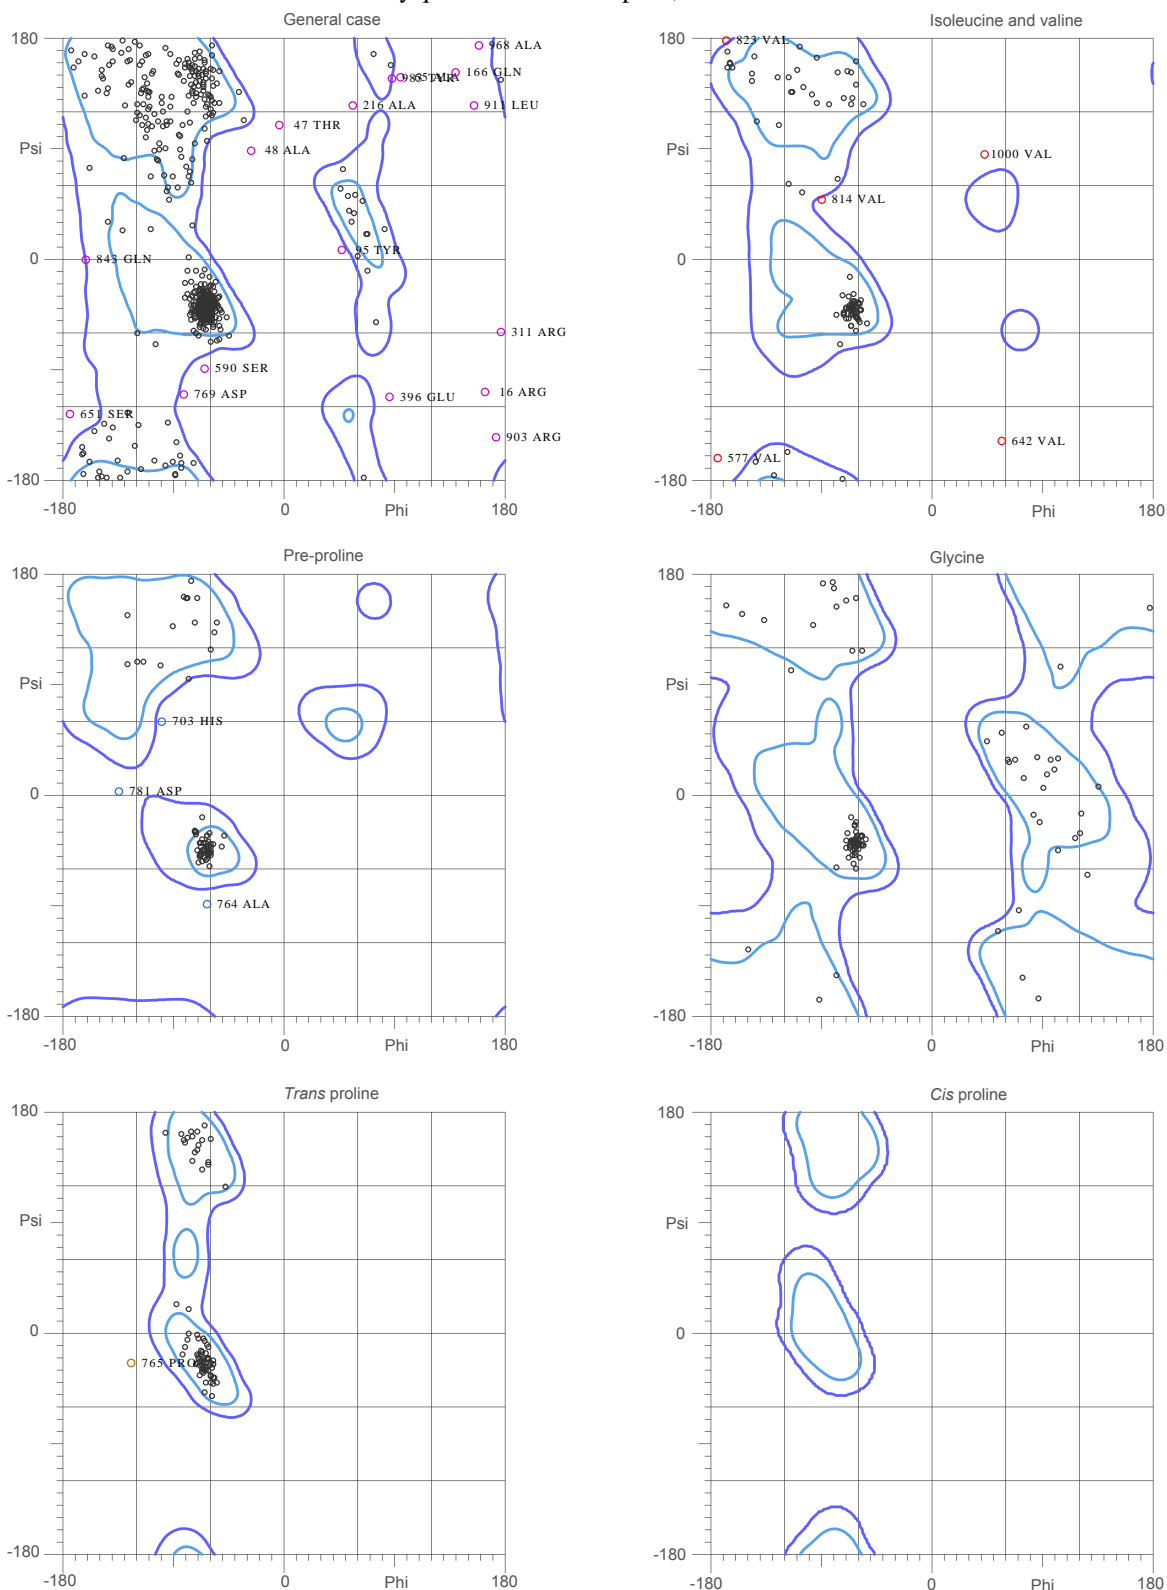 General case
180
Psi
0
-180
-180
0
Phi
180
968 ALA
166 GLN
216 ALA
911 LEU
47 THR
48 ALA
95 TYR
843 GLN
311 ARG
590 SER
769 ASP
396 GLU
16 ARG
651 SER
903 ARG
Isoleucine and valine
180
Psi
0
-180
-180
0
Phi
180
823 VAL
1000 VAL
814 VAL
642 VAL
577 VAL
Pre-proline
180
Psi
0
-180
-180
0
Phi
180
703 HIS
781 ASP
764 ALA
Glycine
180
Psi
0
-180
-180
0
Phi
180
Trans proline
180
Psi
0
-180
-180
0
Phi
180
765 PRO
Cis proline
180
Psi
0
-180
-180
0
Phi
180